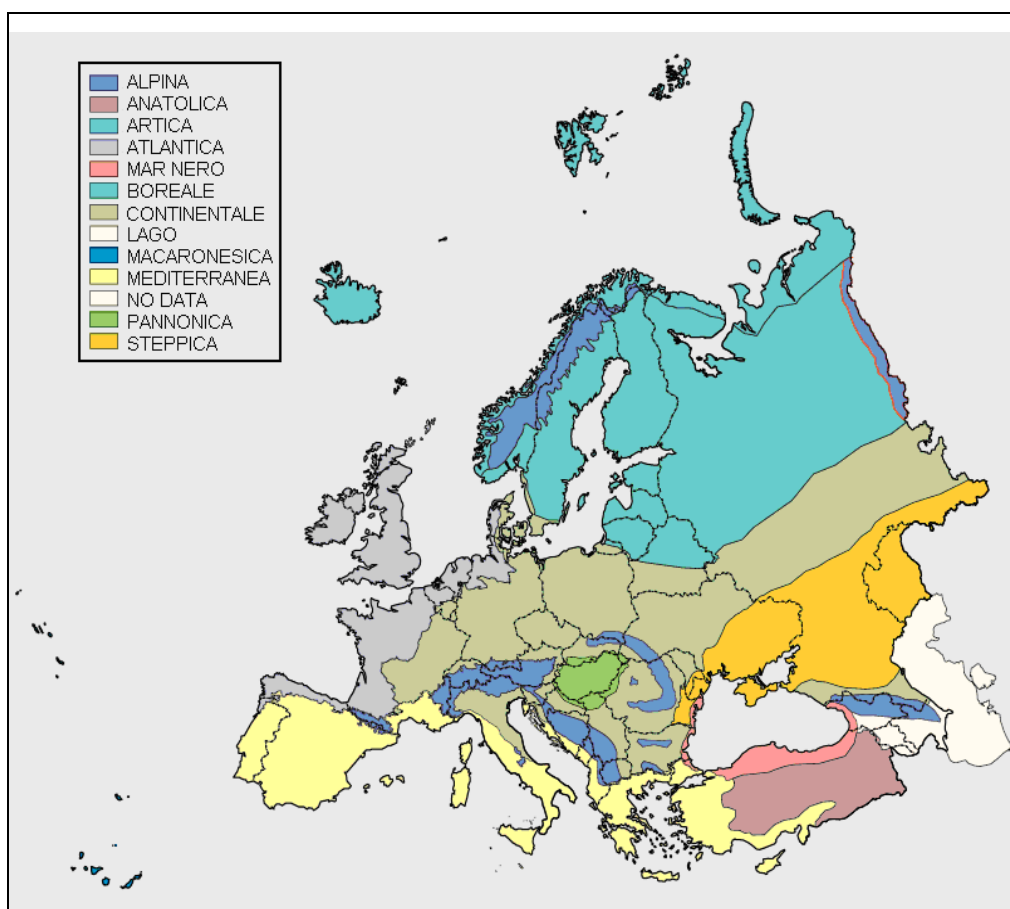 ALPINA
ANATOLICA
ARTICA
ATLANTICA
MAR NERO
BOREALE
CONTINENTALE
LAGO
MACARONESICA
MEDITERRANEA
NO DATA
PANNONICA
STEPPICA